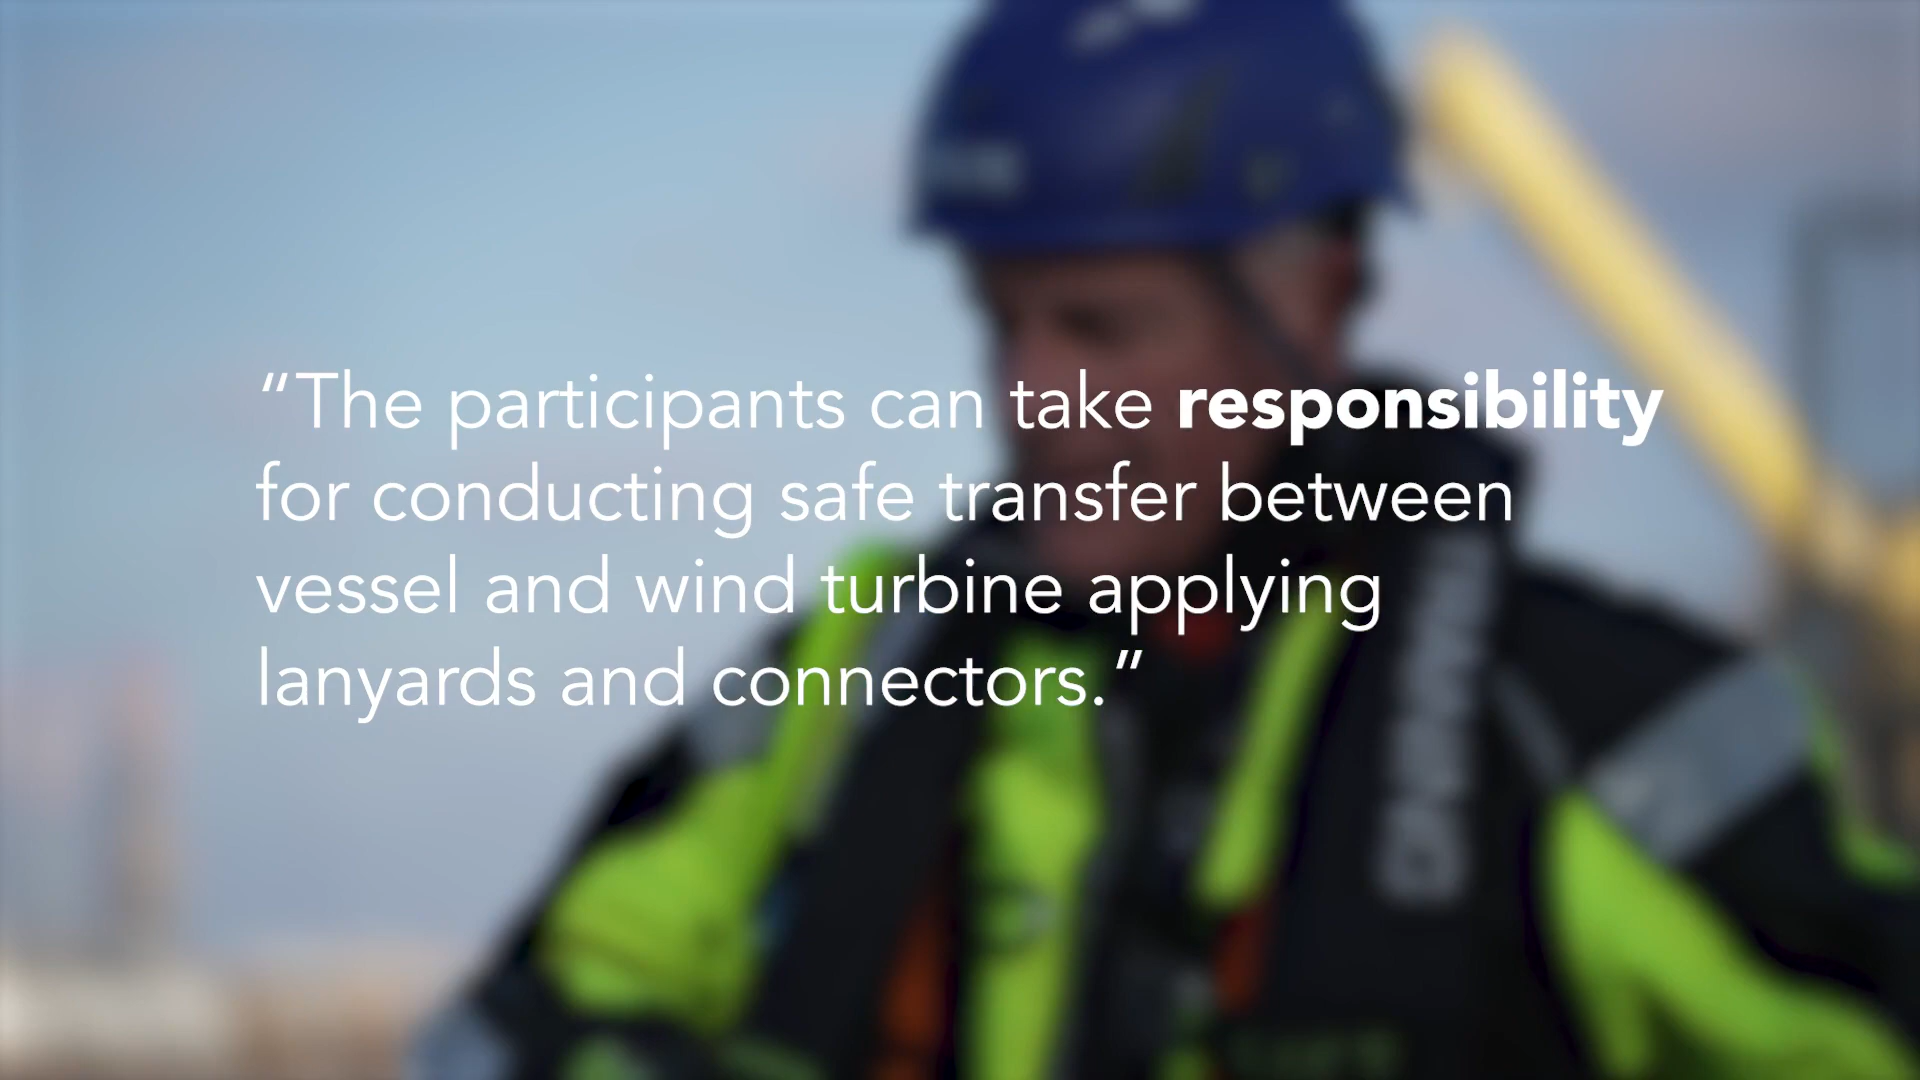 “The participants can take responsibility
for conducting safe transfer between
vessel and wind turbine applying
lanyards and connectors.”